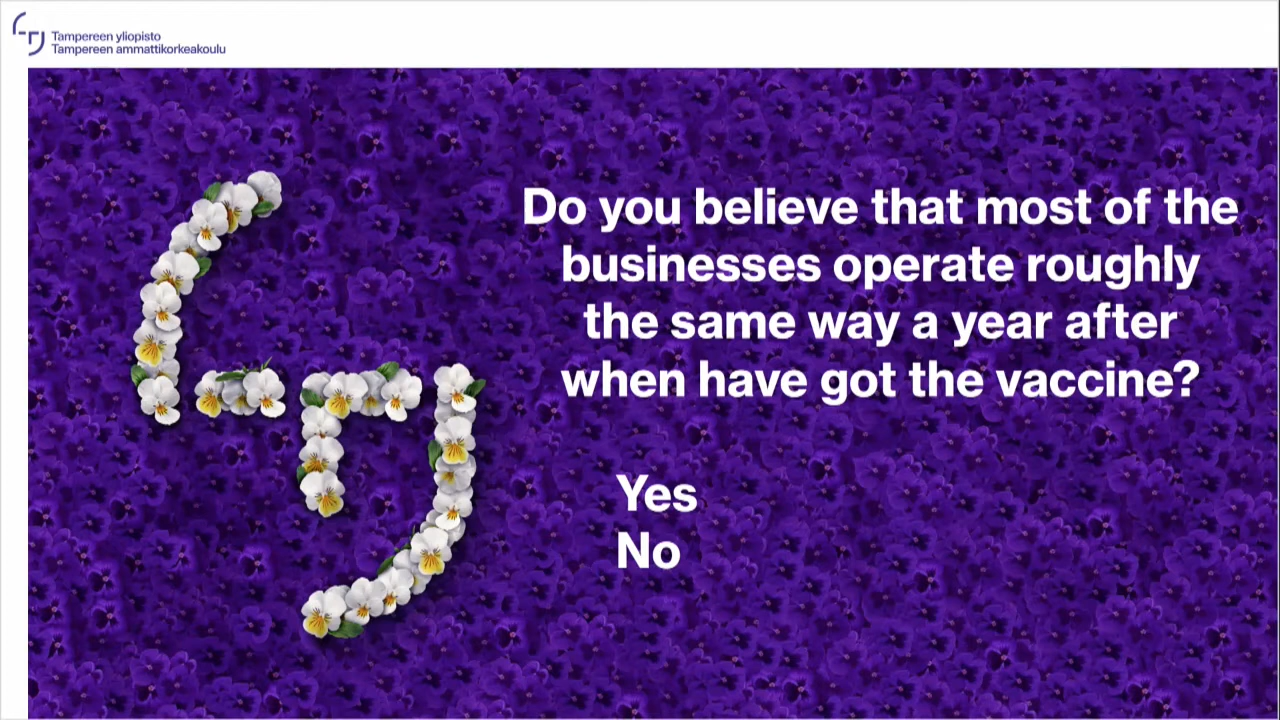 Tampereen yliopisto
Tampereen ammattikorkeakoulu
Do you believe that most of the
businesses operate roughly
the same way a year after
when have got the vaccine?
Yes
No